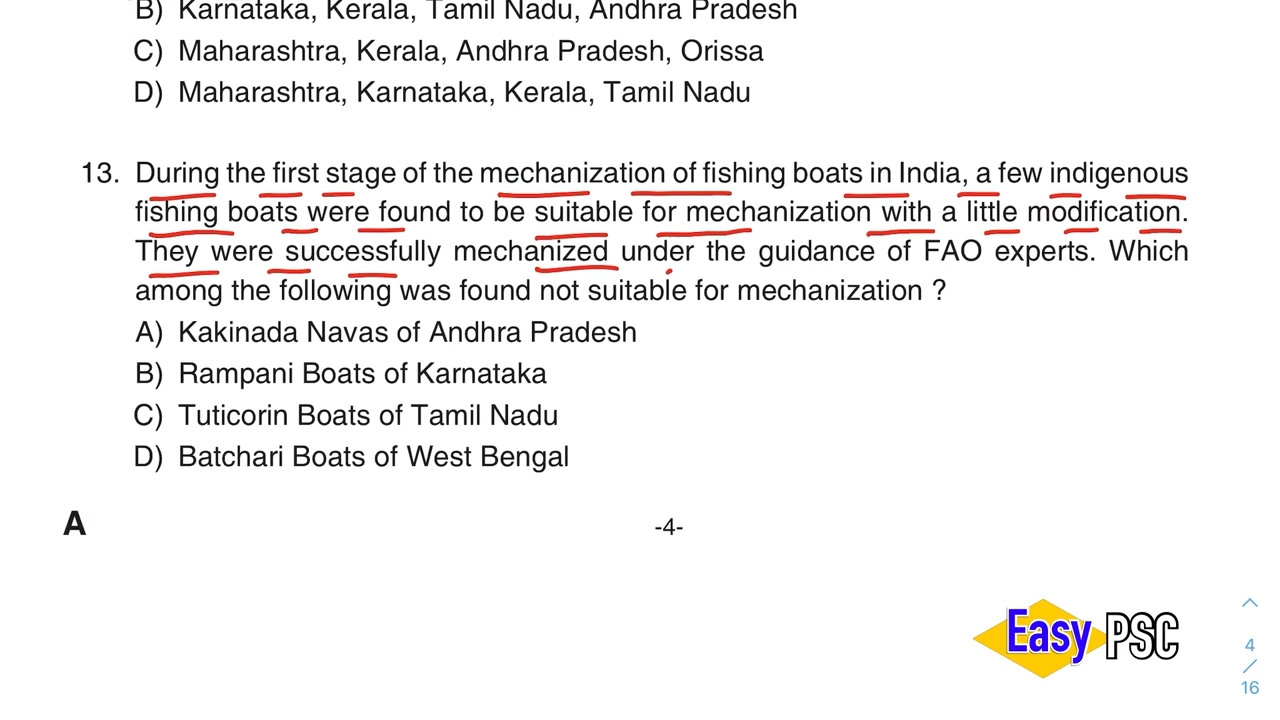 B) Karnataka, Kerala, Tamil Nadu, Andhra Pradesh
C) Maharashtra, Kerala, Andhra Pradesh, Orissa
D) Maharashtra, Karnataka, Kerala, Tamil Nadu
13. During the first stage of the mechanization of fishing boats in India, a few indigenous
fishing boats were found to be suitable for mechanization with a little modification.
They were successfully mechanized under the guidance of FAO experts. Which
among the following was found not suitable for mechanization ?
A) Kakinada Navas of Andhra Pradesh
B) Rampani Boats of Karnataka
C) Tuticorin Boats of Tamil Nadu
D) Batchari Boats of West Bengal
A
-4-
Easy PSC
4
/
16